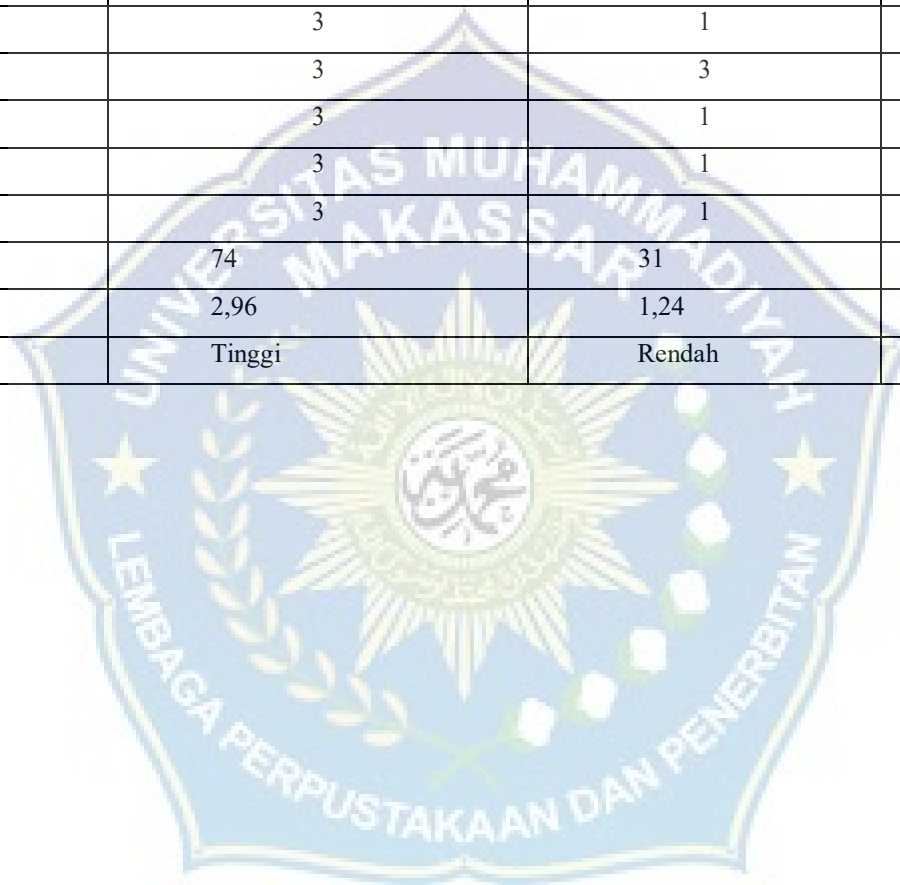 3 1
3 3
3 1
3 1
3 1
74 31
2,96 1,24
Tinggi Rendah
UNIVERSITAS MUHAMMADIYAH
MAKASSAR
LEMBAGA PERPUSTAKAAN DAN PENERBITAN